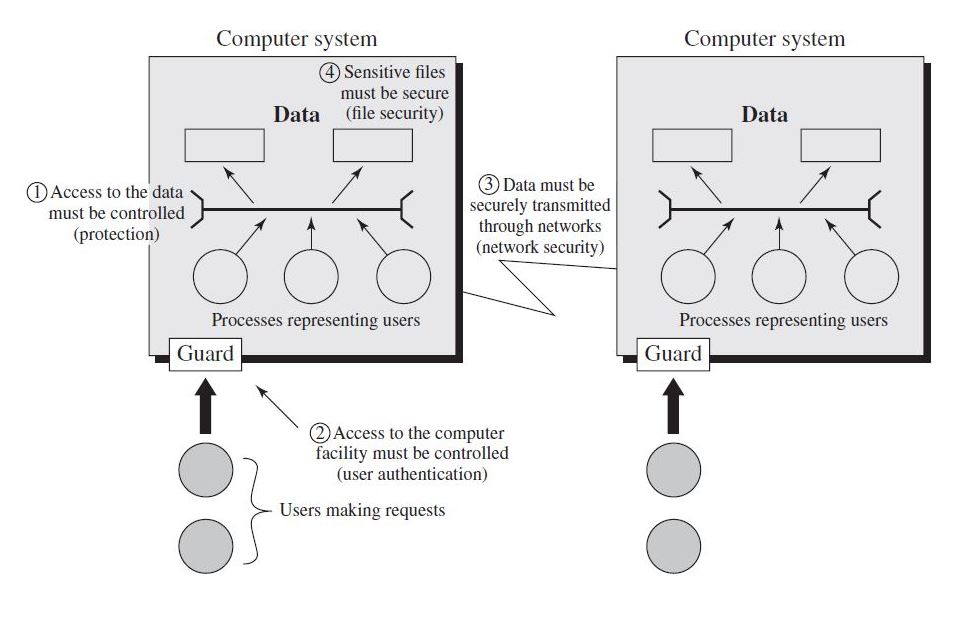 Computer system
④ Sensitive files
must be secure
Data (file security)
① Access to the data
must be controlled
(protection)
Processes representing users
Guard
② Access to the computer
facility must be controlled
(user authentication)
Users making requests
③ Data must be
securely transmitted
through networks
(network security)
Computer system
Data
Processes representing users
Guard